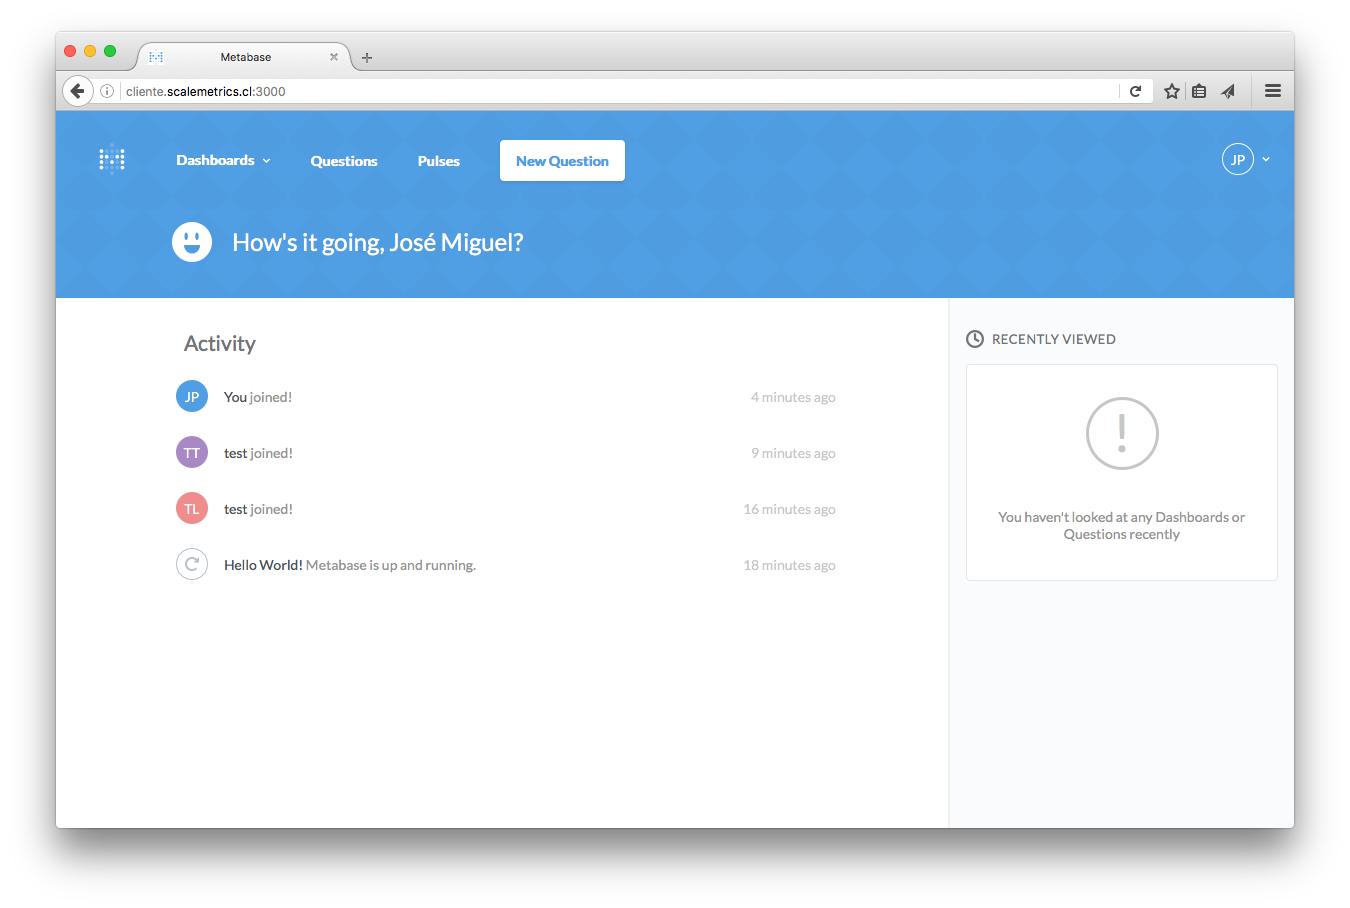 Metabase
cliente.scalemetrics.cl:3000
Dashboards
Questions
Pulses
New Question
JP
How's it going, José Miguel?
Activity
JP You joined! 4 minutes ago
TT test joined! 9 minutes ago
TL test joined! 16 minutes ago
Hello World! Metabase is up and running. 18 minutes ago
RECENTLY VIEWED
You haven't looked at any Dashboards or
Questions recently